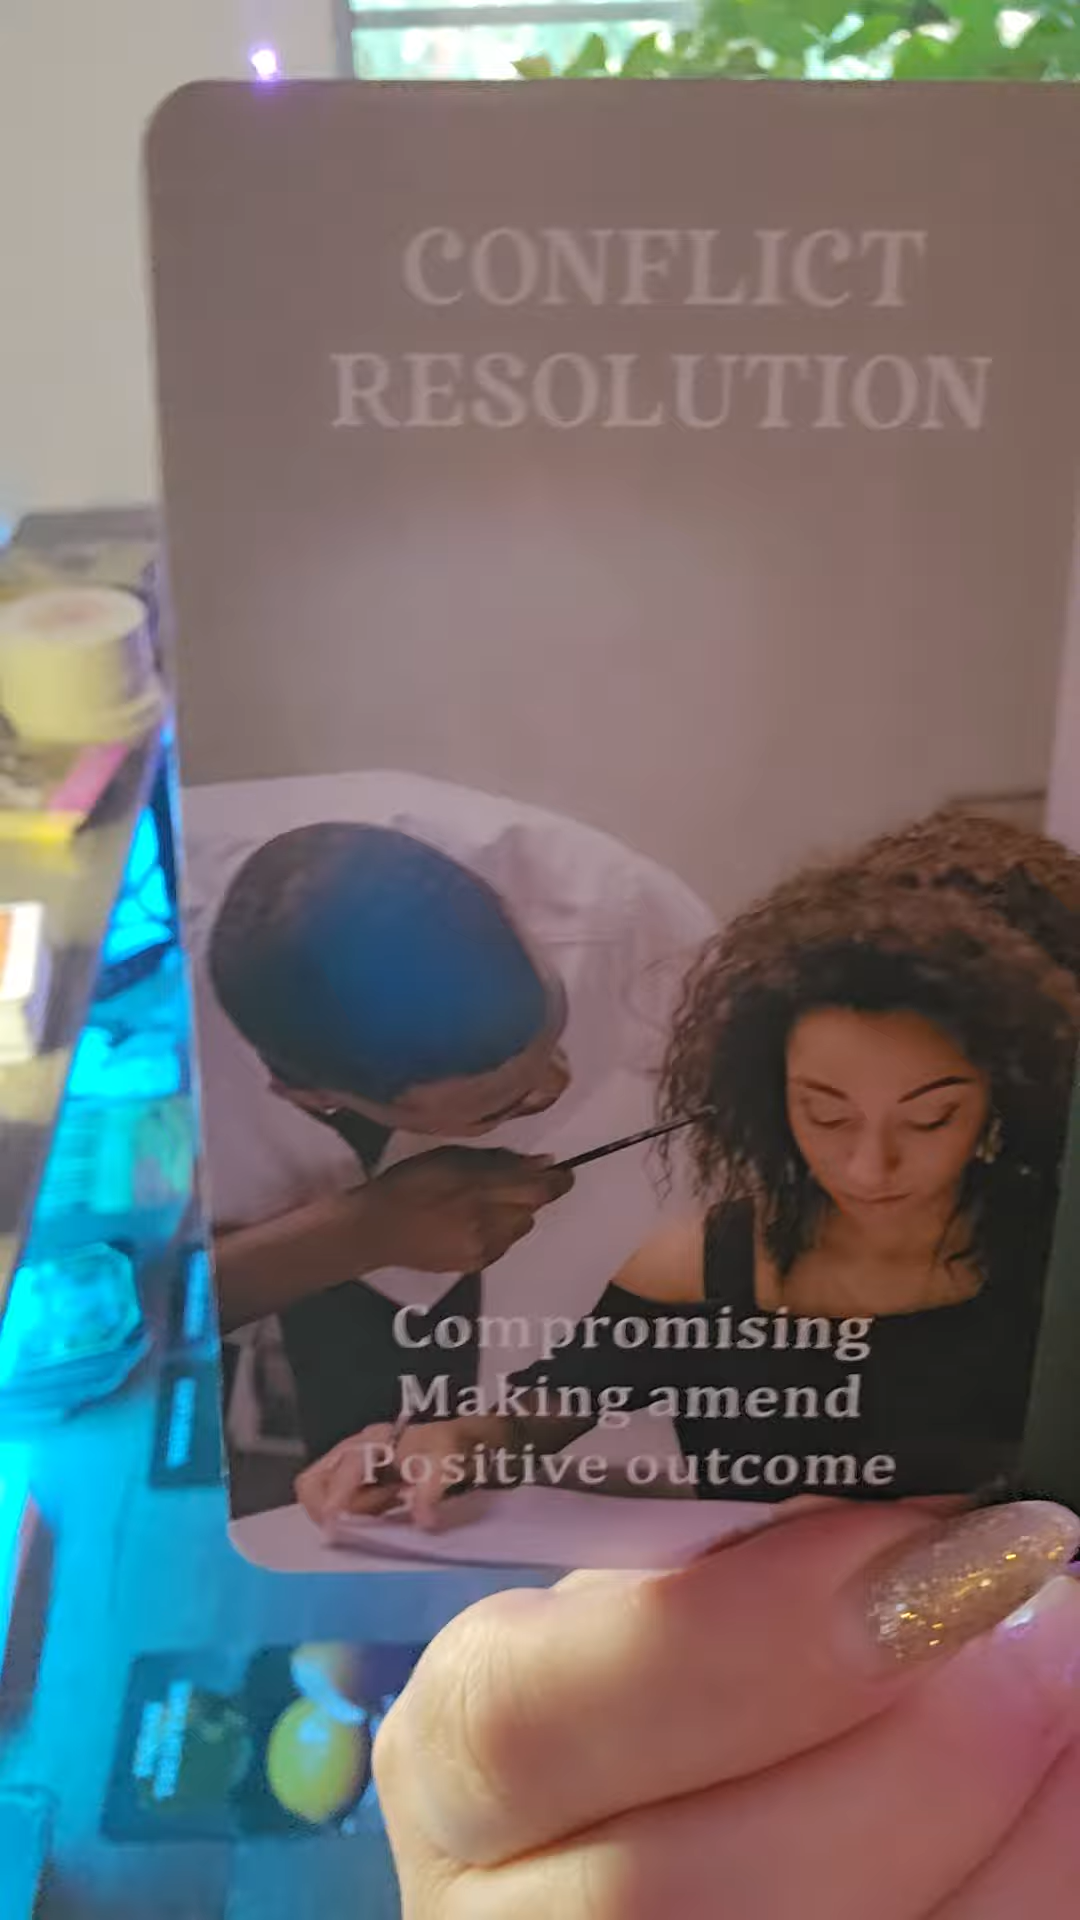 CONFLICT
RESOLUTION
Compromising
Making amend
Positive outcome